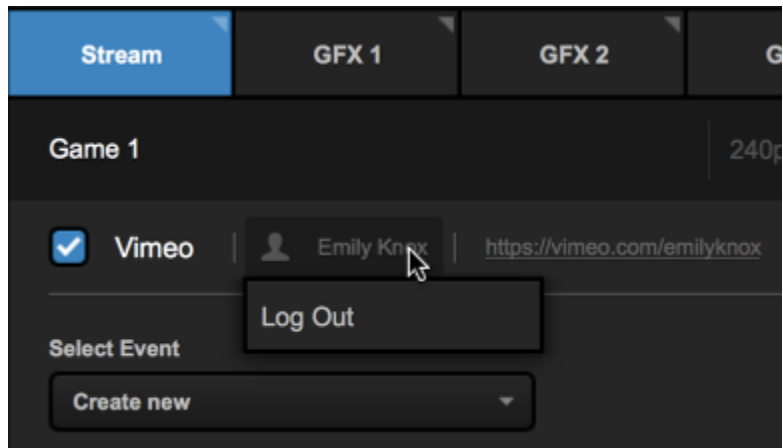 Stream GFX 1 GFX 2 G
Game 1 240p
Vimeo Emily Knox https://vimeo.com/emilyknox
Log Out
Select Event
Create new